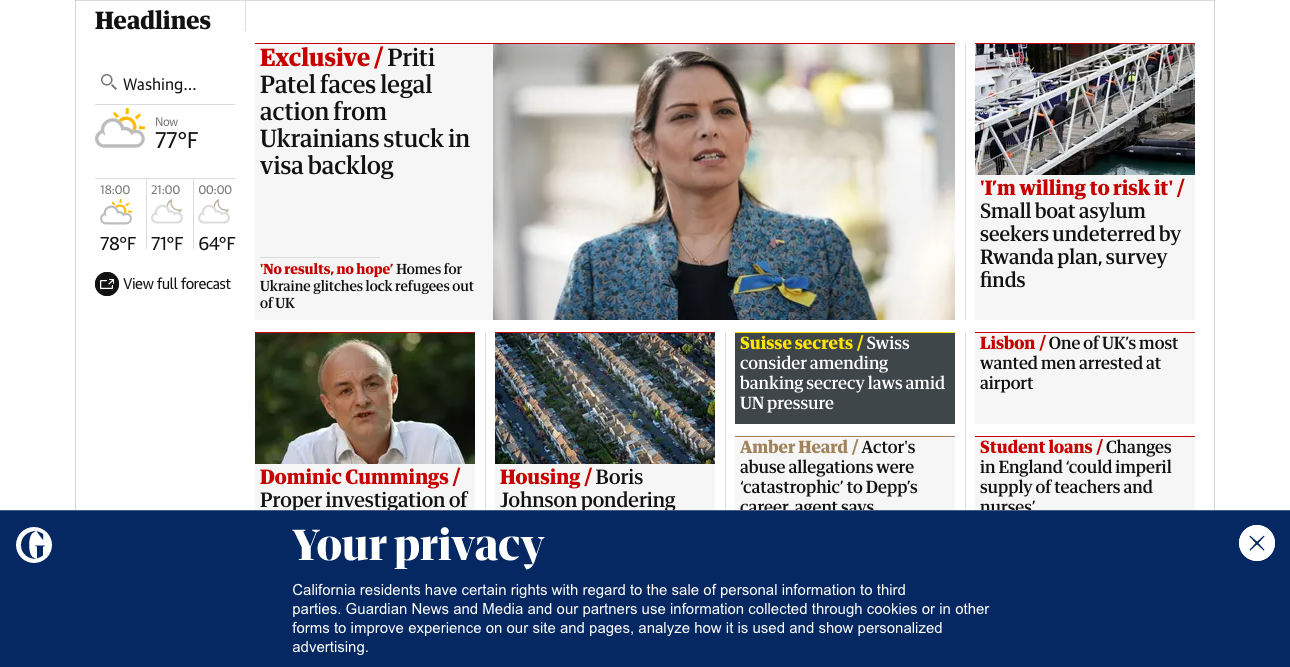 Headlines
Washing...
Now
77°F
18:00
21:00
00:00
78°F
71°F
64°F
View full forecast
Exclusive / Priti
Patel faces legal
action from
Ukrainians stuck in
visa backlog
'No results, no hope' Homes for
Ukraine glitches lock refugees out
of UK
'I'm willing to risk it' /
Small boat asylum
seekers undeterred by
Rwanda plan, survey
finds
Dominic Cummings /
Proper investigation of
Housing / Boris
Johnson pondering
Suisse secrets / Swiss
consider amending
banking secrecy laws amid
UN pressure
Amber Heard / Actor's
abuse allegations were
'catastrophic' to Depp's
career, agent says
Lisbon / One of UK's most
wanted men arrested at
airport
Student loans / Changes
in England 'could imperil
supply of teachers and
nurses'
G
Your privacy
California residents have certain rights with regard to the sale of personal information to third
parties. Guardian News and Media and our partners use information collected through cookies or in other
forms to improve experience on our site and pages, analyze how it is used and show personalized
advertising.